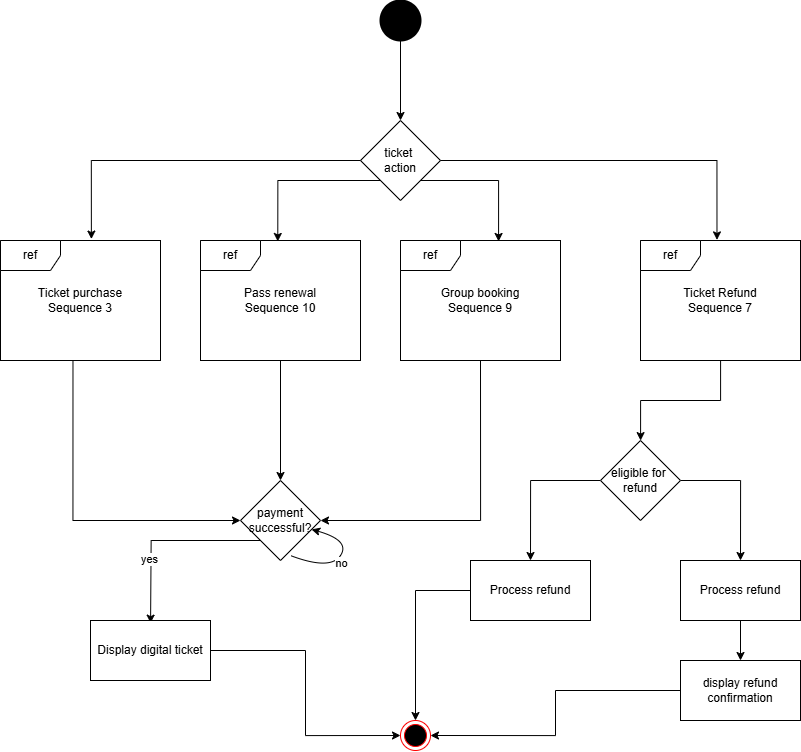 ticket
action
ref
ref
ref
ref
Ticket purchase
Sequence 3
Pass renewal
Sequence 10
Group booking
Sequence 9
Ticket Refund
Sequence 7
eligible for
refund
payment
successful?
yes
no
Process refund
Process refund
Display digital ticket
display refund
confirmation